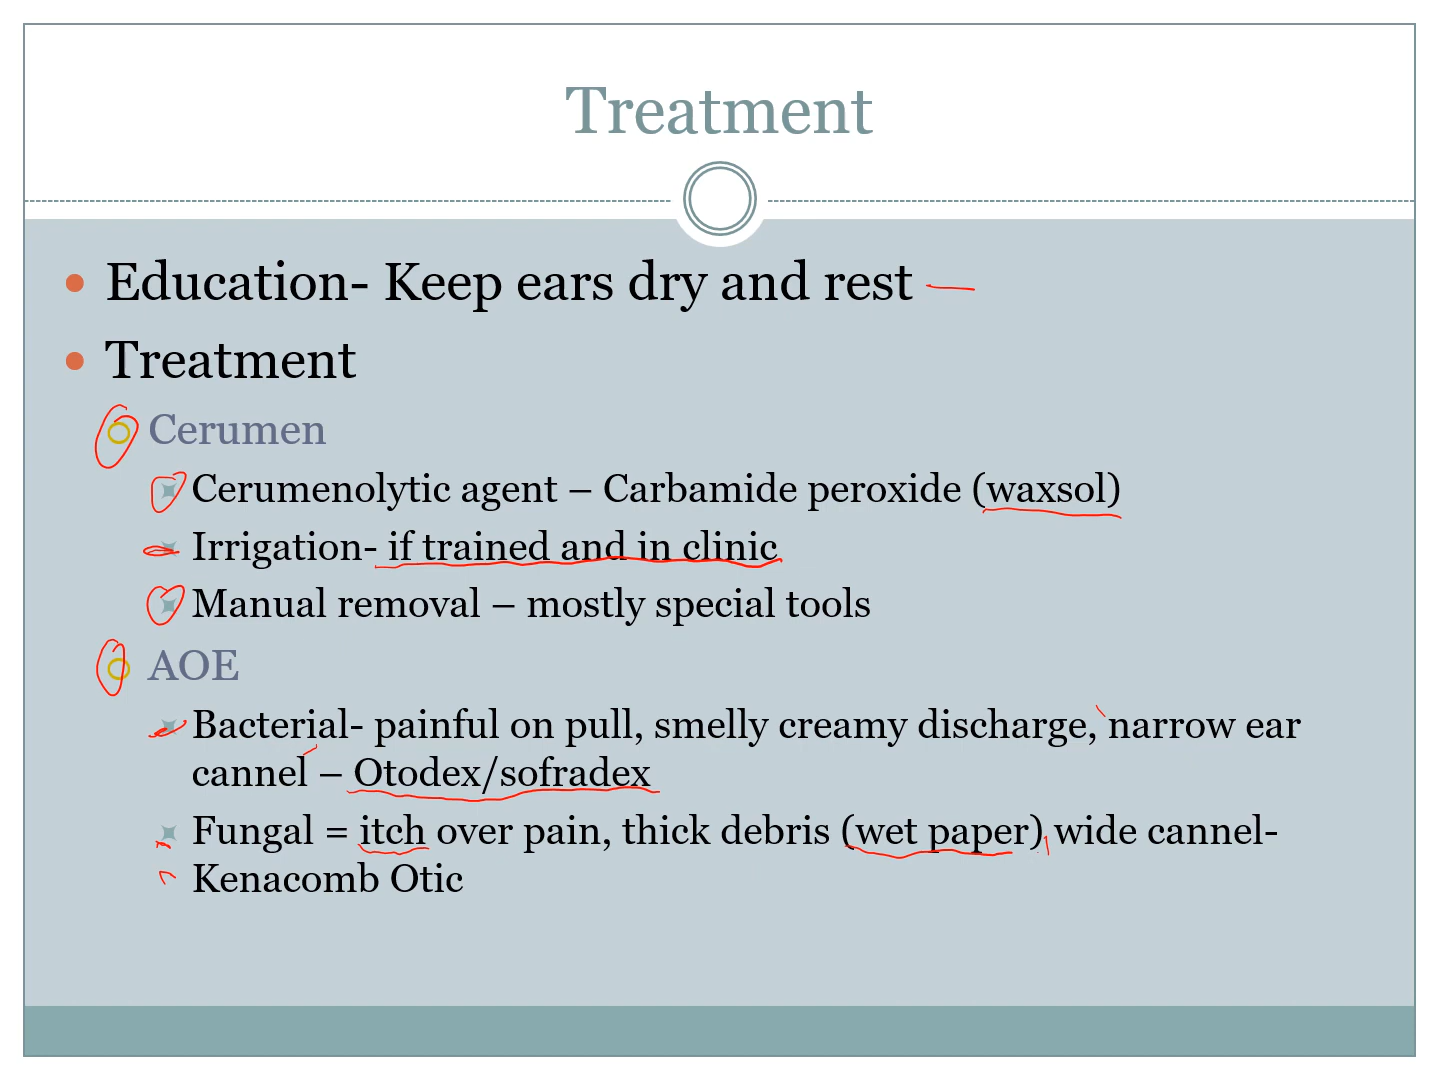 Treatment
Education- Keep ears dry and rest
Treatment
Cerumen
Cerumenolytic agent – Carbamide peroxide (waxsol)
Irrigation- if trained and in clinic
Manual removal – mostly special tools
AOE
Bacterial- painful on pull, smelly creamy discharge, narrow ear
cannel – Otodex/sofradex
Fungal = itch over pain, thick debris (wet paper) wide cannel-
Kenacomb Otic